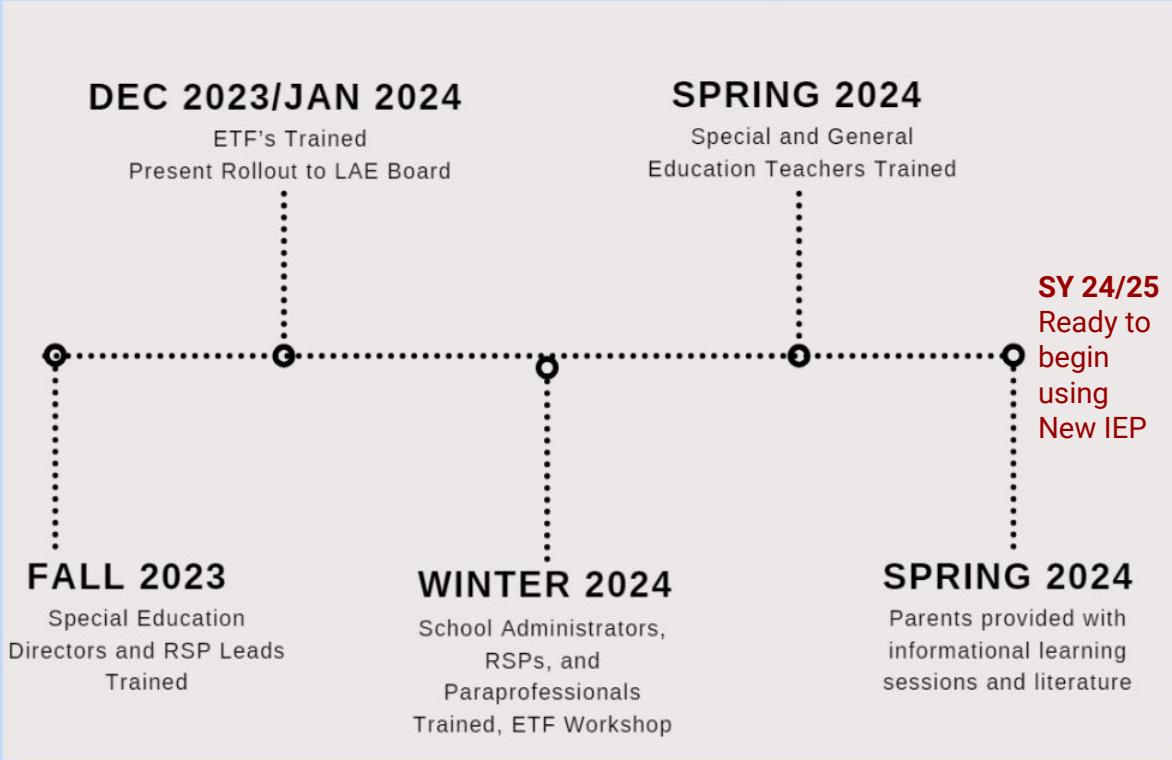 DEC 2023/JAN 2024
ETF’s Trained
Present Rollout to LAE Board
SPRING 2024
Special and General
Education Teachers Trained
SY 24/25
Ready to
begin
using
New IEP
FALL 2023
Special Education
Directors and RSP Leads
Trained
WINTER 2024
School Administrators,
RSPs, and
Paraprofessionals
Trained, ETF Workshop
SPRING 2024
Parents provided with
informational learning
sessions and literature